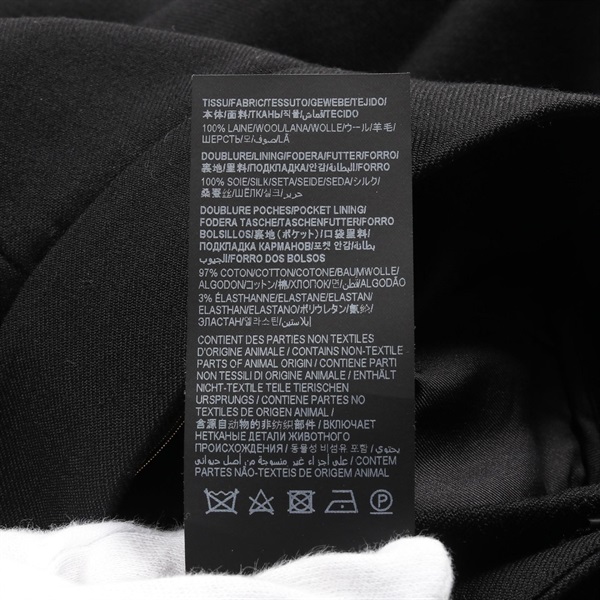 TISSU/FABRIC/TESSUTO/GEWEBE/TEJIDO/
本体/面料/ТКАНЬ/직물/قماش/TECIDO
100% LAINE/WOOL/LANA/WOLLE/ウール/羊毛/
ШЕРСТЬ/모/صوف/LÃ
DOUBLURE/LINING/FODERA/FUTTER/FORRO/
裏地/里料/ПОДКЛАДКА/안감/البطانة/FORRO
100% SOIE/SILK/SETA/SEIDE/SEDA/シルク/
桑蚕丝/ШЁЛК/실크/حرير
DOUBLURE POCHES/POCKET LINING/
FODERA TASCHE/TASCHENFUTTER/FORRO
BOLSILLOS/裏地(ポケット)/口袋里料/
ПОДКЛАДКА КАРМАНОВ/포켓 안감/بطانة
الجيوب/FORRO DOS BOLSOS
97% COTON/COTTON/COTONE/BAUMWOLLE/
ALGODON/コットン/棉/ХЛОПОК/면/قطن/ALGODÃO
3% ÉLASTHANNE/ELASTANE/ELASTAN/
ELASTHAN/ELASTANO/ポリウレタン/氨纶/
ЭЛАСТАН/엘라스틴/إيلاستين
CONTIENT DES PARTIES NON TEXTILES
D'ORIGINE ANIMALE / CONTAINS NON-TEXTILE
PARTS OF ANIMAL ORIGIN / CONTIENE PARTI
NON TESSILI DI ORIGINE ANIMALE / ENTHÄLT
NICHT-TEXTILE TEILE TIERISCHEN
URSPRUNGS / CONTIENE PARTES NO
TEXTILES DE ORIGEN ANIMAL /
含源自动物的非纺织部件 / ВКЛЮЧАЕТ
НЕТКАНЫЕ ДЕТАЛИ ЖИВОТНОГО
ПРОИСХОЖДЕНИЯ / 동물성 비섬유 포함 / يحتوي
على أجزاء غير منسوجة من أصل حيواني / CONTEM
PARTES NÃO-TEXTEIS DE ORIGEM ANIMAL
P